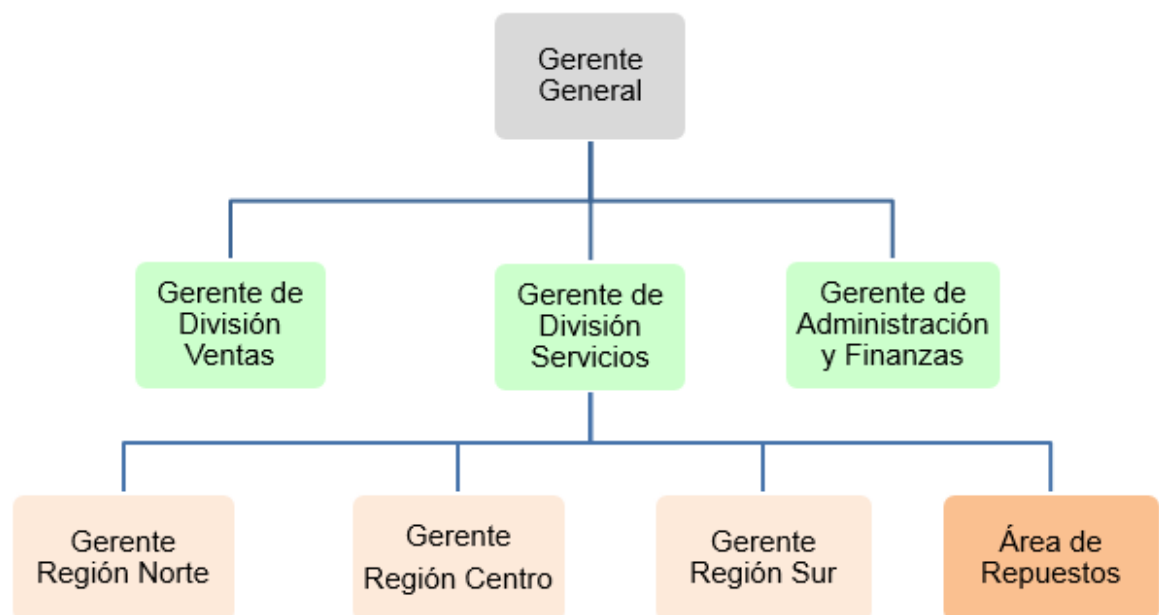 Gerente
General
Gerente de
División
Ventas
Gerente de
División
Servicios
Gerente de
Administración
y Finanzas
Gerente
Región Norte
Gerente
Región Centro
Gerente
Región Sur
Área de
Repuestos